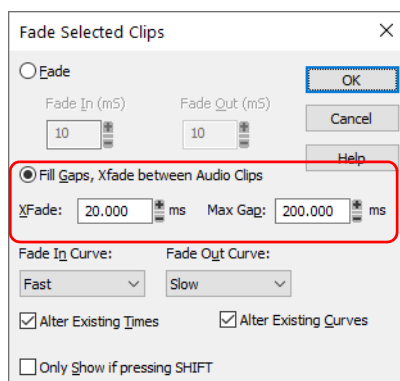 Fade Selected Clips
Fade
OK
Fade In (mS) Fade Out (mS)
10 10
Cancel
Help
Fill Gaps, Xfade between Audio Clips
XFade: 20.000 ms Max Gap: 200.000 ms
Fade In Curve: Fade Out Curve:
Fast Slow
Alter Existing Times Alter Existing Curves
Only Show if pressing SHIFT